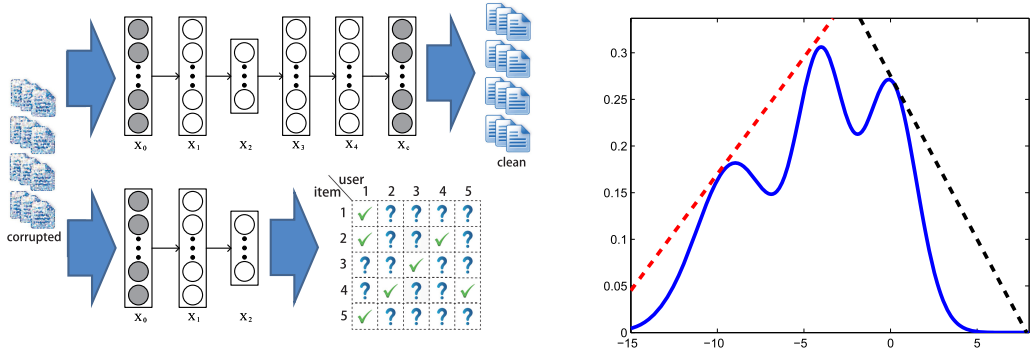 corrupted
X₀ X₁ X₂ X₃ X₄ X꜀
clean
X₀ X₁ X₂
user
item
1 2 3 4 5
1 ✓ ? ? ? ?
2 ✓ ? ? ✓ ?
3 ? ? ✓ ? ?
4 ? ✓ ? ? ✓
5 ✓ ? ? ? ?
0.3
0.25
0.2
0.15
0.1
0.05
0
−15 −10 −5 0 5